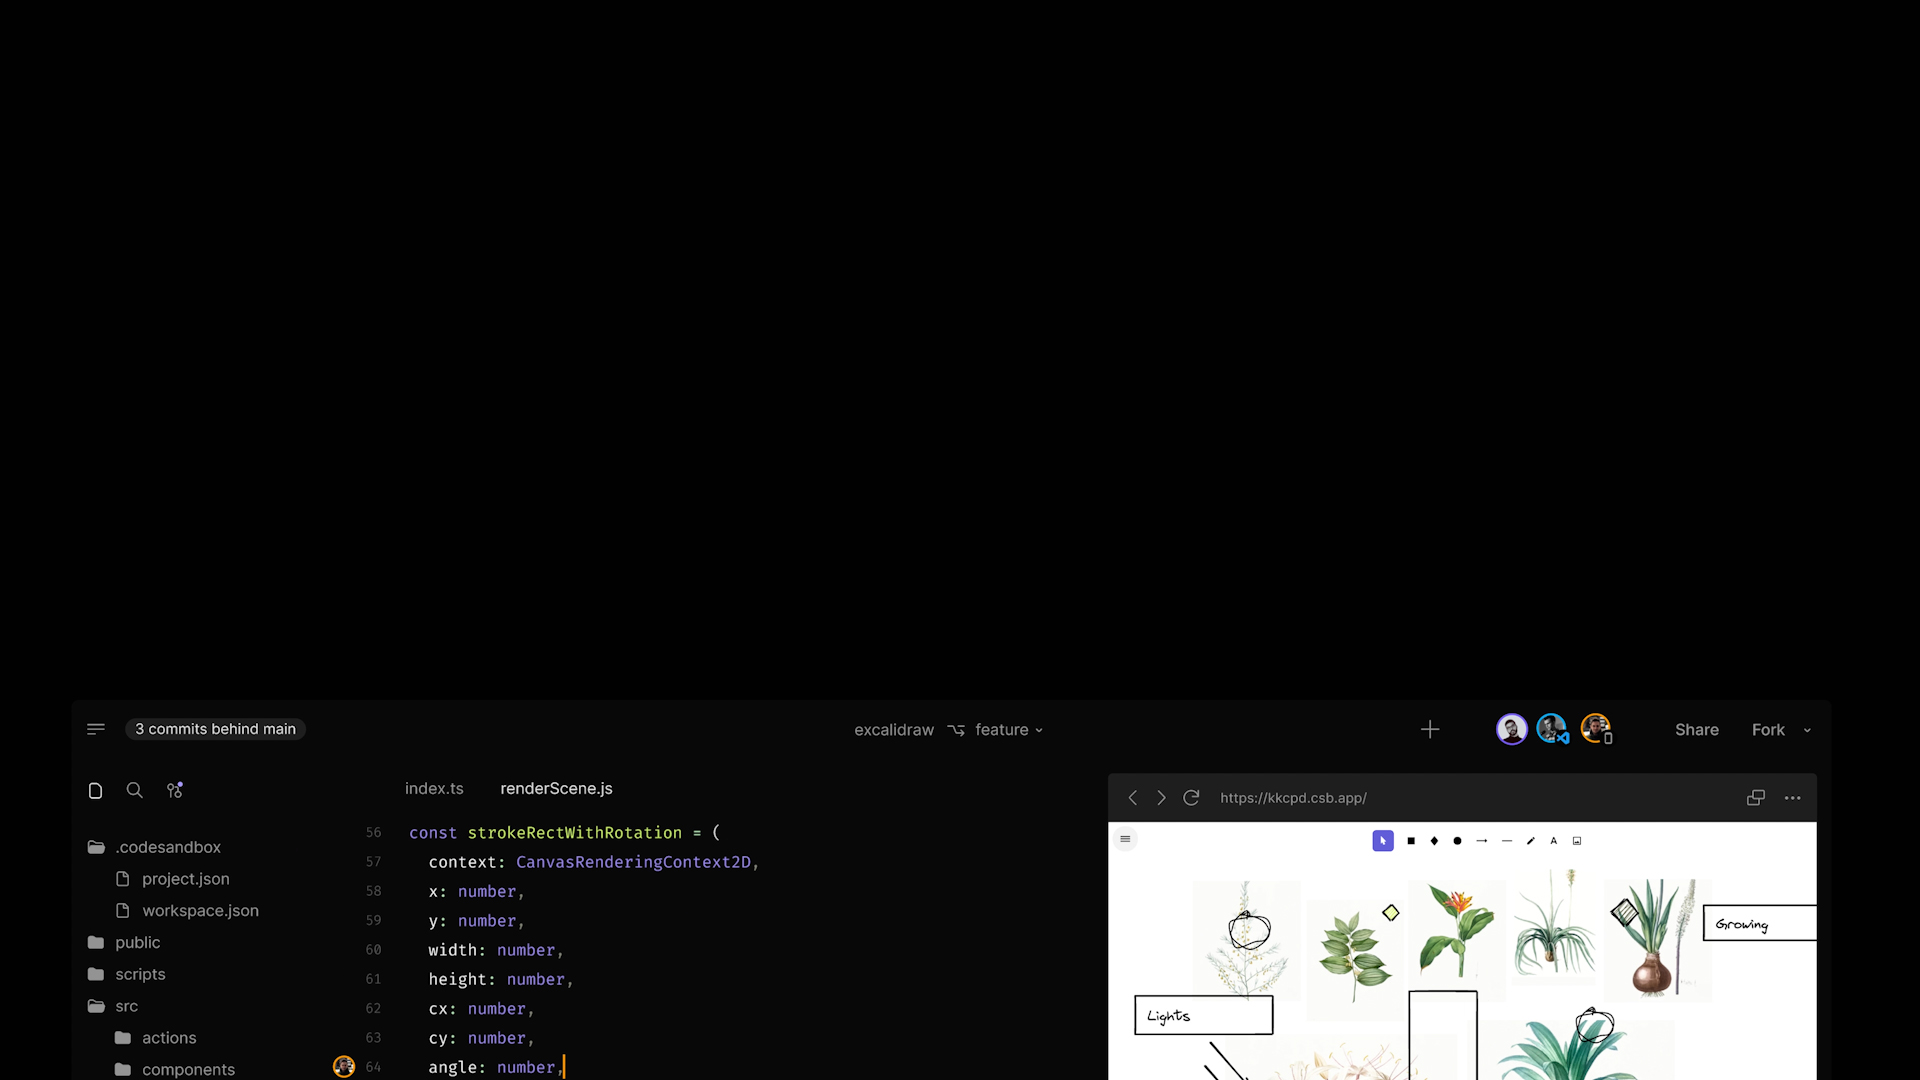 3 commits behind main
excalidraw feature
Share Fork
index.ts renderScene.js
https://kkcpd.csb.app/
.codesandbox
project.json
workspace.json
public
scripts
src
actions
components
56 const strokeRectWithRotation = (
57 context: CanvasRenderingContext2D,
58 x: number,
59 y: number,
60 width: number,
61 height: number,
62 cx: number,
63 cy: number,
64 angle: number,
A
Growing
Lights